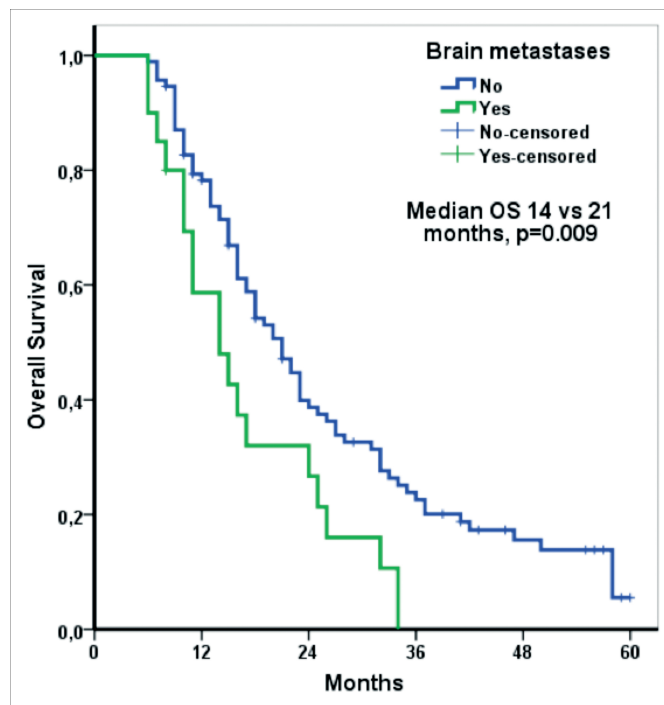 Brain metastases
No
Yes
No-censored
Yes-censored
Median OS 14 vs 21
months, p=0.009
Overall Survival
1,0
0,8
0,6
0,4
0,2
0,0
0 12 24 36 48 60
Months